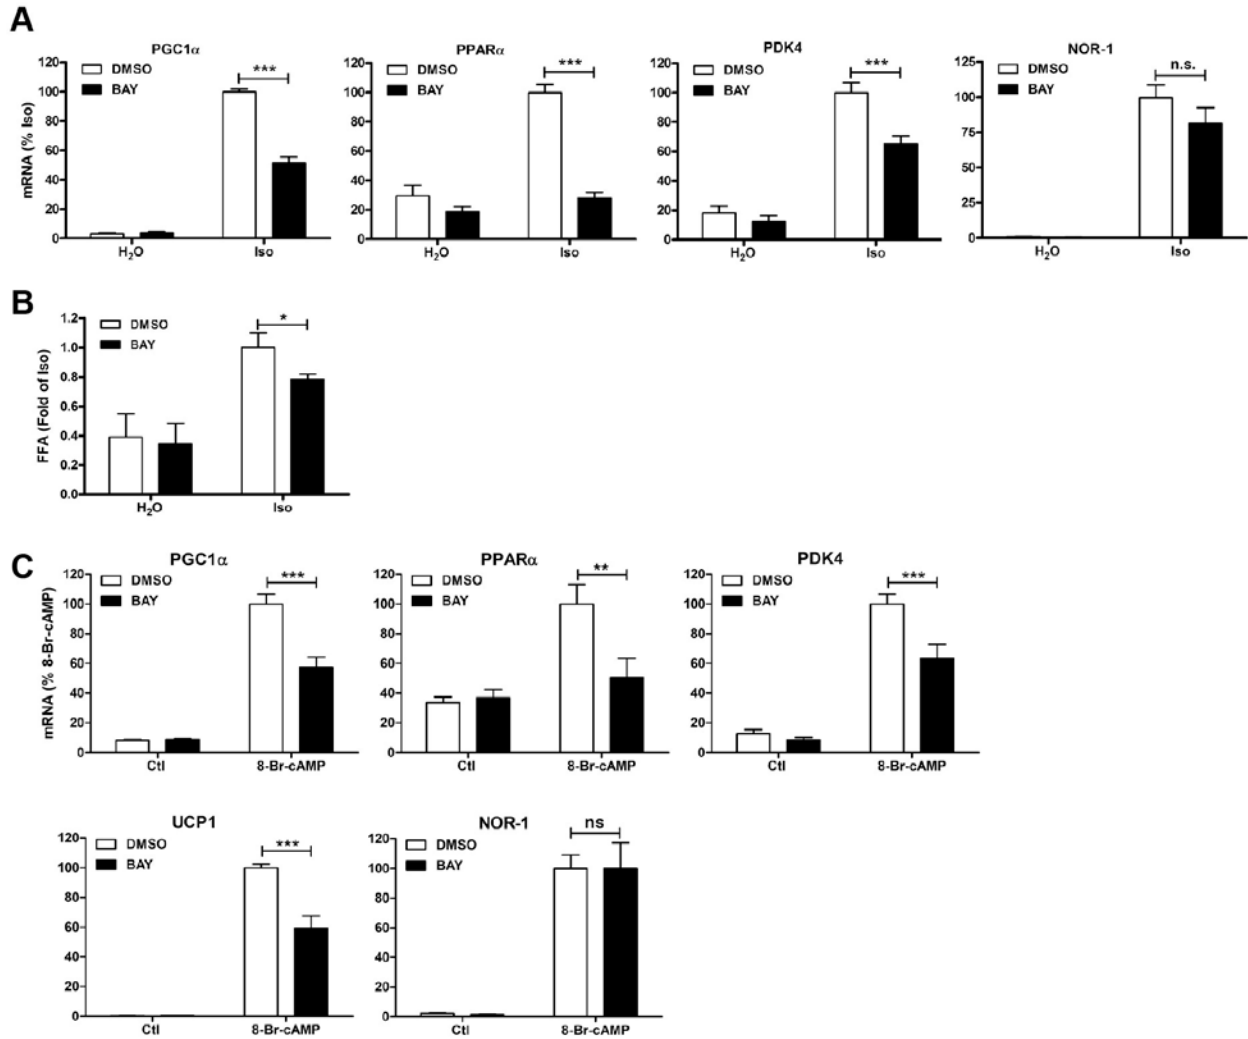 A
PGC1α
mRNA (% Iso)
120
100
80
60
40
20
0
DMSO
BAY
***
H2O
Iso
PPARα
120
100
80
60
40
20
0
DMSO
BAY
***
H2O
Iso
PDK4
120
100
80
60
40
20
0
DMSO
BAY
***
H2O
Iso
NOR-1
125
100
75
50
25
0
DMSO
BAY
n.s.
H2O
Iso
B
FFA (Fold of Iso)
1.2
1.0
0.8
0.6
0.4
0.2
0.0
DMSO
BAY
*
H2O
Iso
C
PGC1α
mRNA (% 8-Br-cAMP)
120
100
80
60
40
20
0
DMSO
BAY
***
Ctl
8-Br-cAMP
PPARα
120
100
80
60
40
20
0
DMSO
BAY
**
Ctl
8-Br-cAMP
PDK4
120
100
80
60
40
20
0
DMSO
BAY
***
Ctl
8-Br-cAMP
UCP1
120
100
80
60
40
20
0
DMSO
BAY
***
Ctl
8-Br-cAMP
NOR-1
120
100
80
60
40
20
0
DMSO
BAY
ns
Ctl
8-Br-cAMP